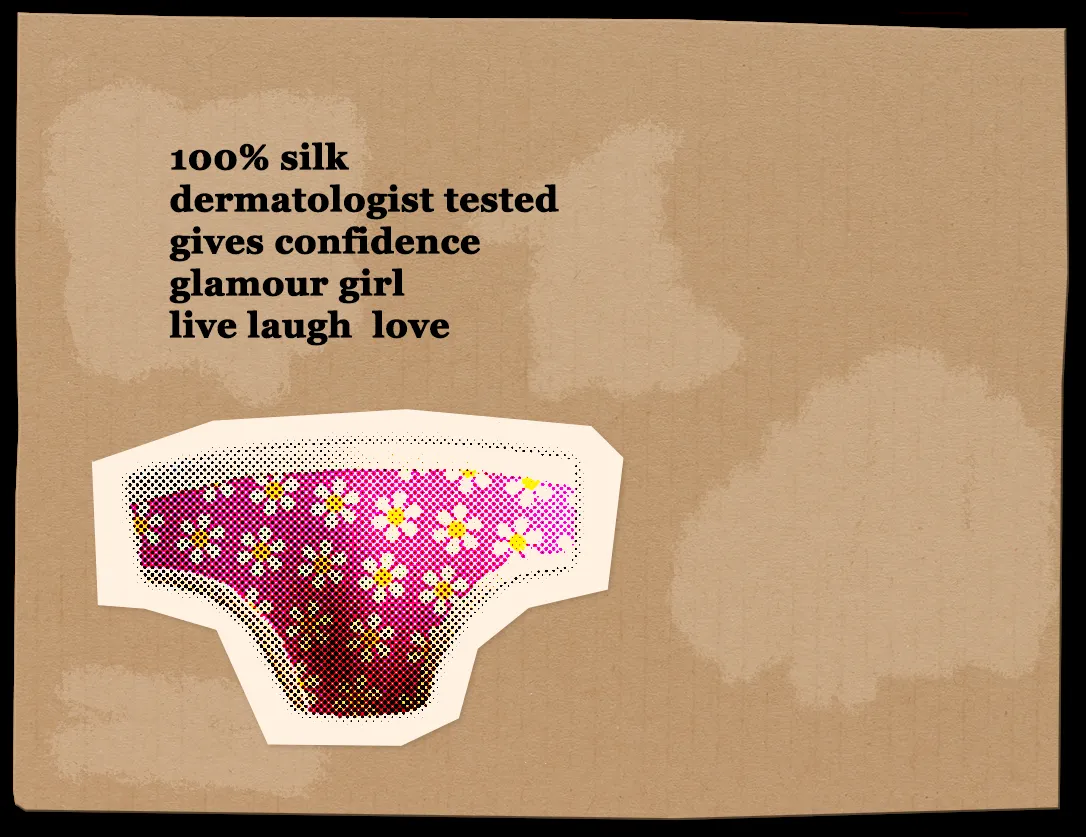 100% silk
dermatologist tested
gives confidence
glamour girl
live laugh  love